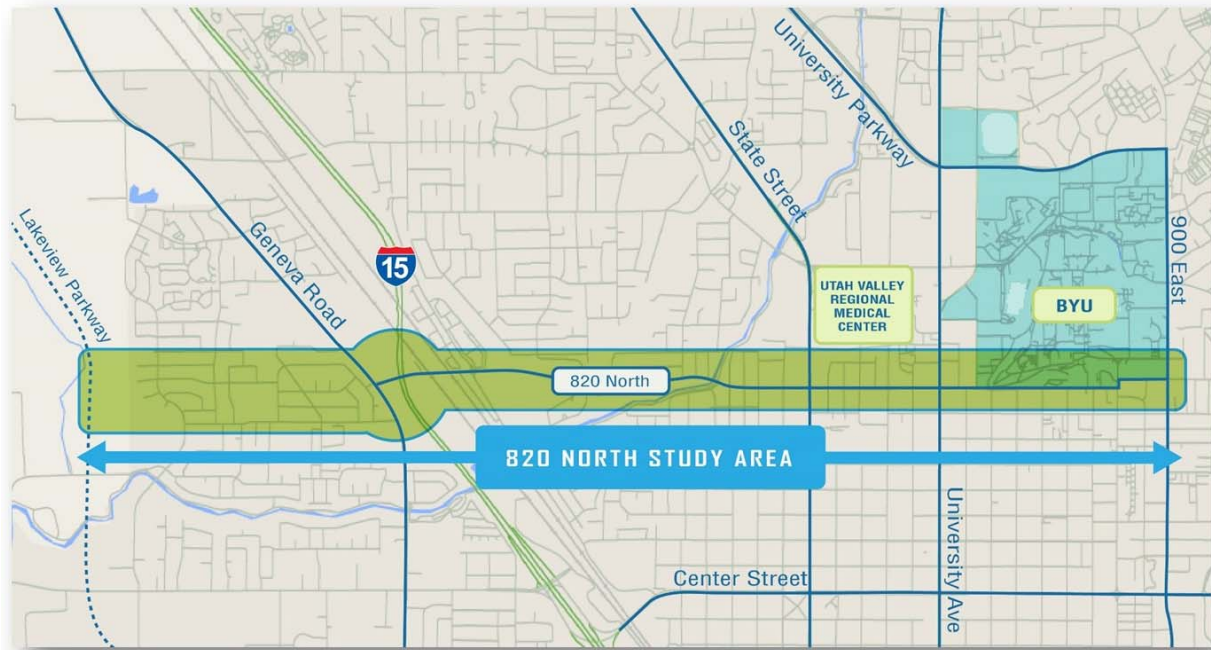 University Parkway
State Street
Lakeview Parkway
Geneva Road
900 East
15
UTAH VALLEY
REGIONAL
MEDICAL
CENTER
BYU
820 North
820 NORTH STUDY AREA
University Ave
Center Street